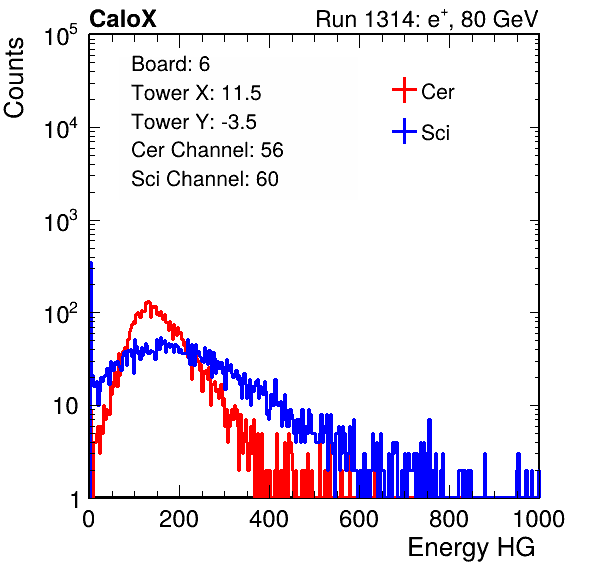 CaloX Run 1314: e⁺, 80 GeV
Board: 6
Tower X: 11.5
Tower Y: -3.5
Cer Channel: 56
Sci Channel: 60
Cer
Sci
Counts
10⁵
10⁴
10³
10²
10
1
0 200 400 600 800 1000
Energy HG